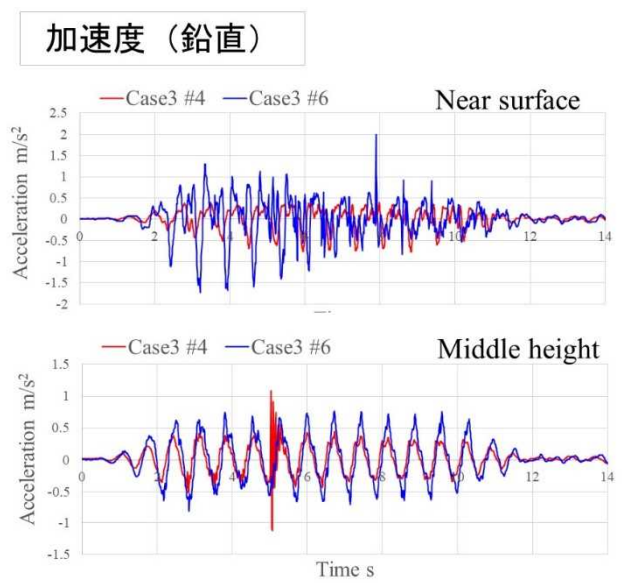 加速度（鉛直）
Case3 #4 Case3 #6 Near surface
Acceleration m/s²
2.5
2
1.5
1
0.5
0
-0.5
-1
-1.5
-2
0 2 4 6 8 10 12 14
Case3 #4 Case3 #6 Middle height
Acceleration m/s²
1.5
1
0.5
0
-0.5
-1
-1.5
0 2 4 6 8 10 12 14
Time s